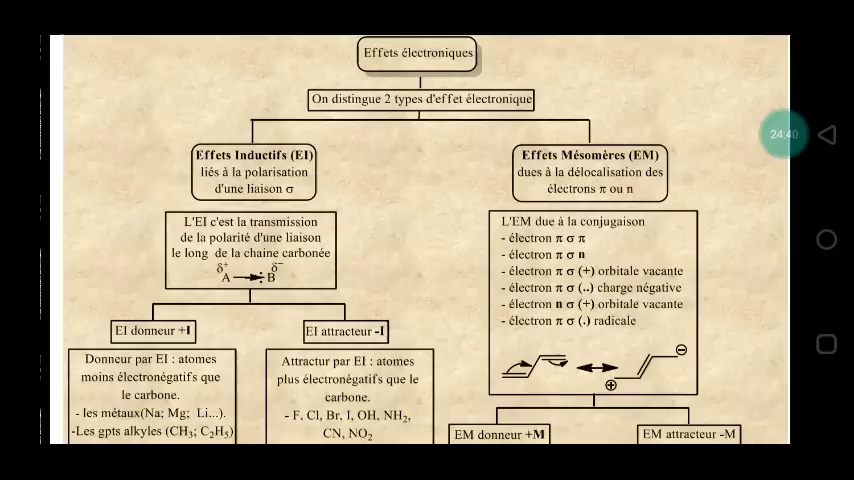 Effets électroniques
On distingue 2 types d'effet électronique
Effets Inductifs (EI)
liés à la polarisation
d'une liaison σ
Effets Mésomères (EM)
dues à la délocalisation des
électrons π ou n
L'EI c'est la transmission
de la polarité d'une liaison
le long de la chaine carbonée
δ+ δ−
A B
L'EM due à la conjugaison
- électron π σ π
- électron π σ n
- électron π σ (+) orbitale vacante
- électron π σ (..) charge négative
- électron n σ (+) orbitale vacante
- électron π σ (.) radicale
EI donneur +I
EI attracteur -I
Donneur par EI : atomes
moins électronégatifs que
le carbone.
- les métaux(Na; Mg; Li...).
-Les gpts alkyles (CH3; C2H5)
Attractur par EI : atomes
plus électronégatifs que le
carbone.
- F, Cl, Br, I, OH, NH2,
CN, NO2
EM donneur +M
EM attracteur -M
24:40